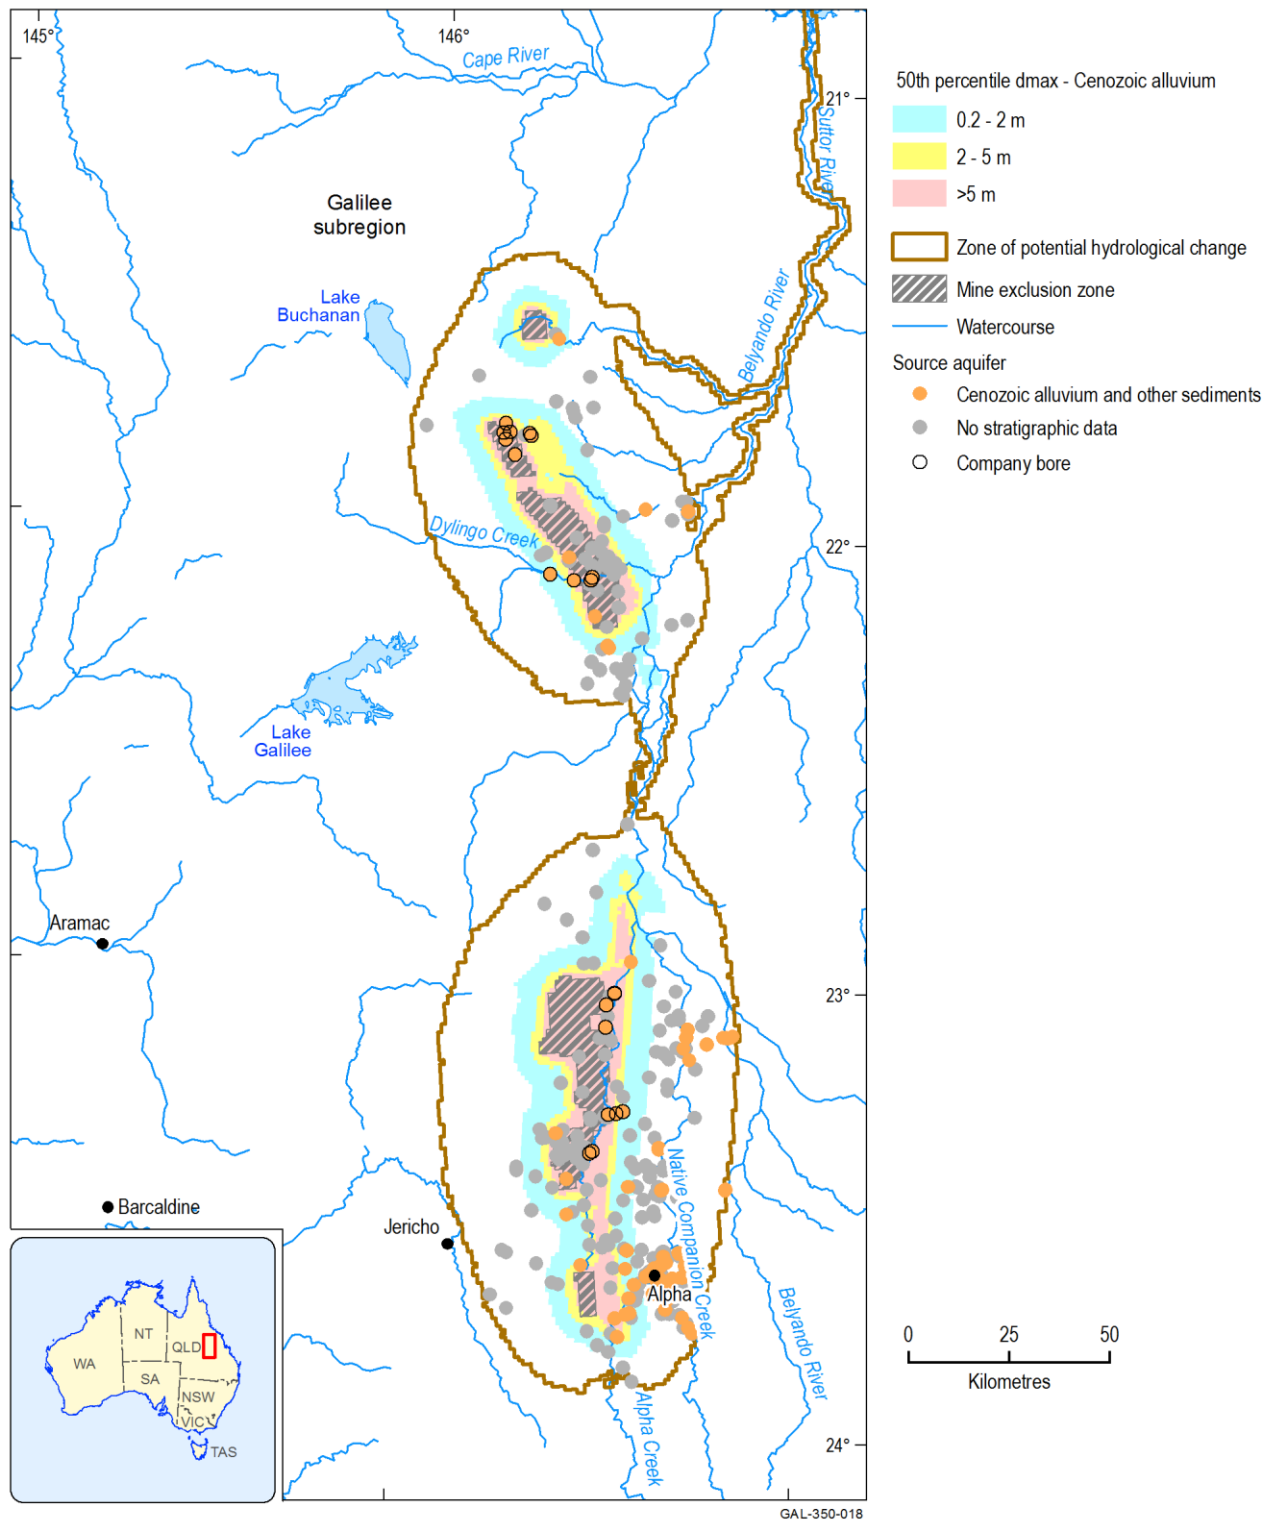 145°
146°
Cape River
21°
Suttor River
Galilee
subregion
Lake
Buchanan
Belyando River
Dylingo Creek
22°
Lake
Galilee
Aramac
23°
Barcaldine
Jericho
Native Companion Creek
Alpha
Belyando River
Alpha Creek
24°
50th percentile dmax - Cenozoic alluvium
0.2 - 2 m
2 - 5 m
>5 m
Zone of potential hydrological change
Mine exclusion zone
Watercourse
Source aquifer
Cenozoic alluvium and other sediments
No stratigraphic data
Company bore
0 25 50
Kilometres
NT
QLD
WA
SA
NSW
VIC
TAS
GAL-350-018